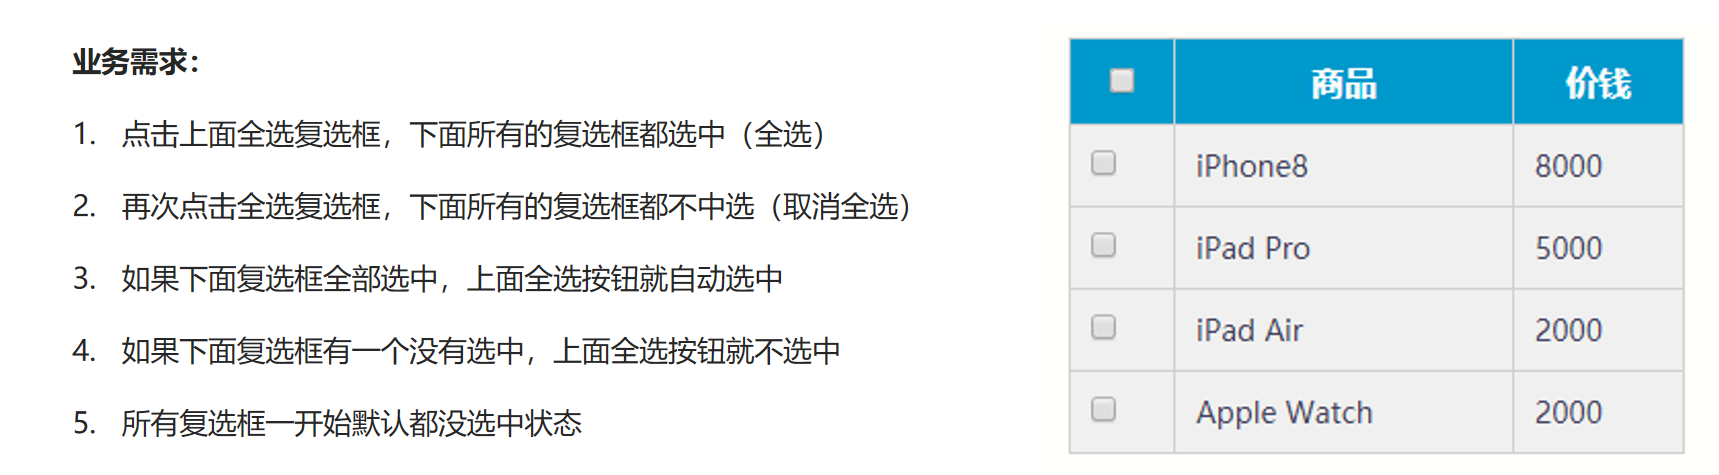 业务需求：
1. 点击上面全选复选框，下面所有的复选框都选中（全选）
2. 再次点击全选复选框，下面所有的复选框都不中选（取消全选）
3. 如果下面复选框全部选中，上面全选按钮就自动选中
4. 如果下面复选框有一个没有选中，上面全选按钮就不选中
5. 所有复选框一开始默认都没选中状态
商品 价钱
iPhone8 8000
iPad Pro 5000
iPad Air 2000
Apple Watch 2000